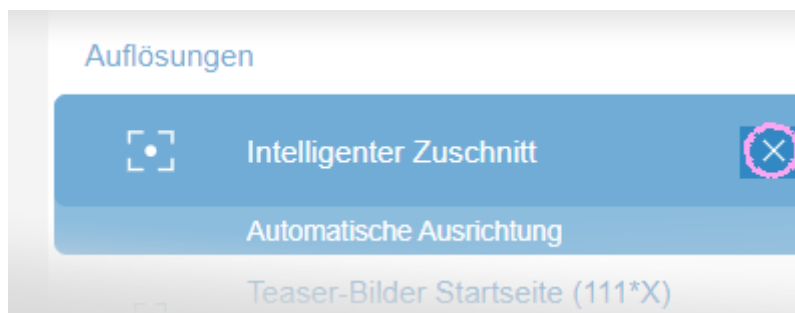 Auflösungen
Intelligenter Zuschnitt
Automatische Ausrichtung
Teaser-Bilder Startseite (111*X)